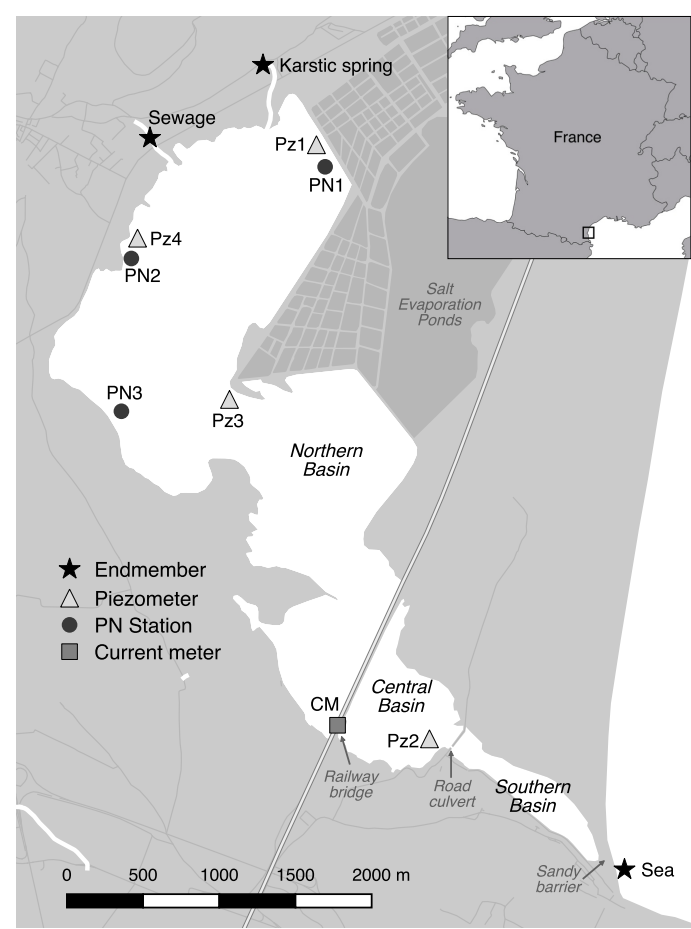 Karstic spring
Sewage
Pz1
PN1
France
Pz4
PN2
Salt
Evaporation
Ponds
PN3
Pz3
Northern
Basin
Endmember
Piezometer
PN Station
Current meter
CM
Central
Basin
Pz2
Railway
bridge
Road
culvert
Southern
Basin
Sandy
barrier
Sea
0 500 1000 1500 2000 m